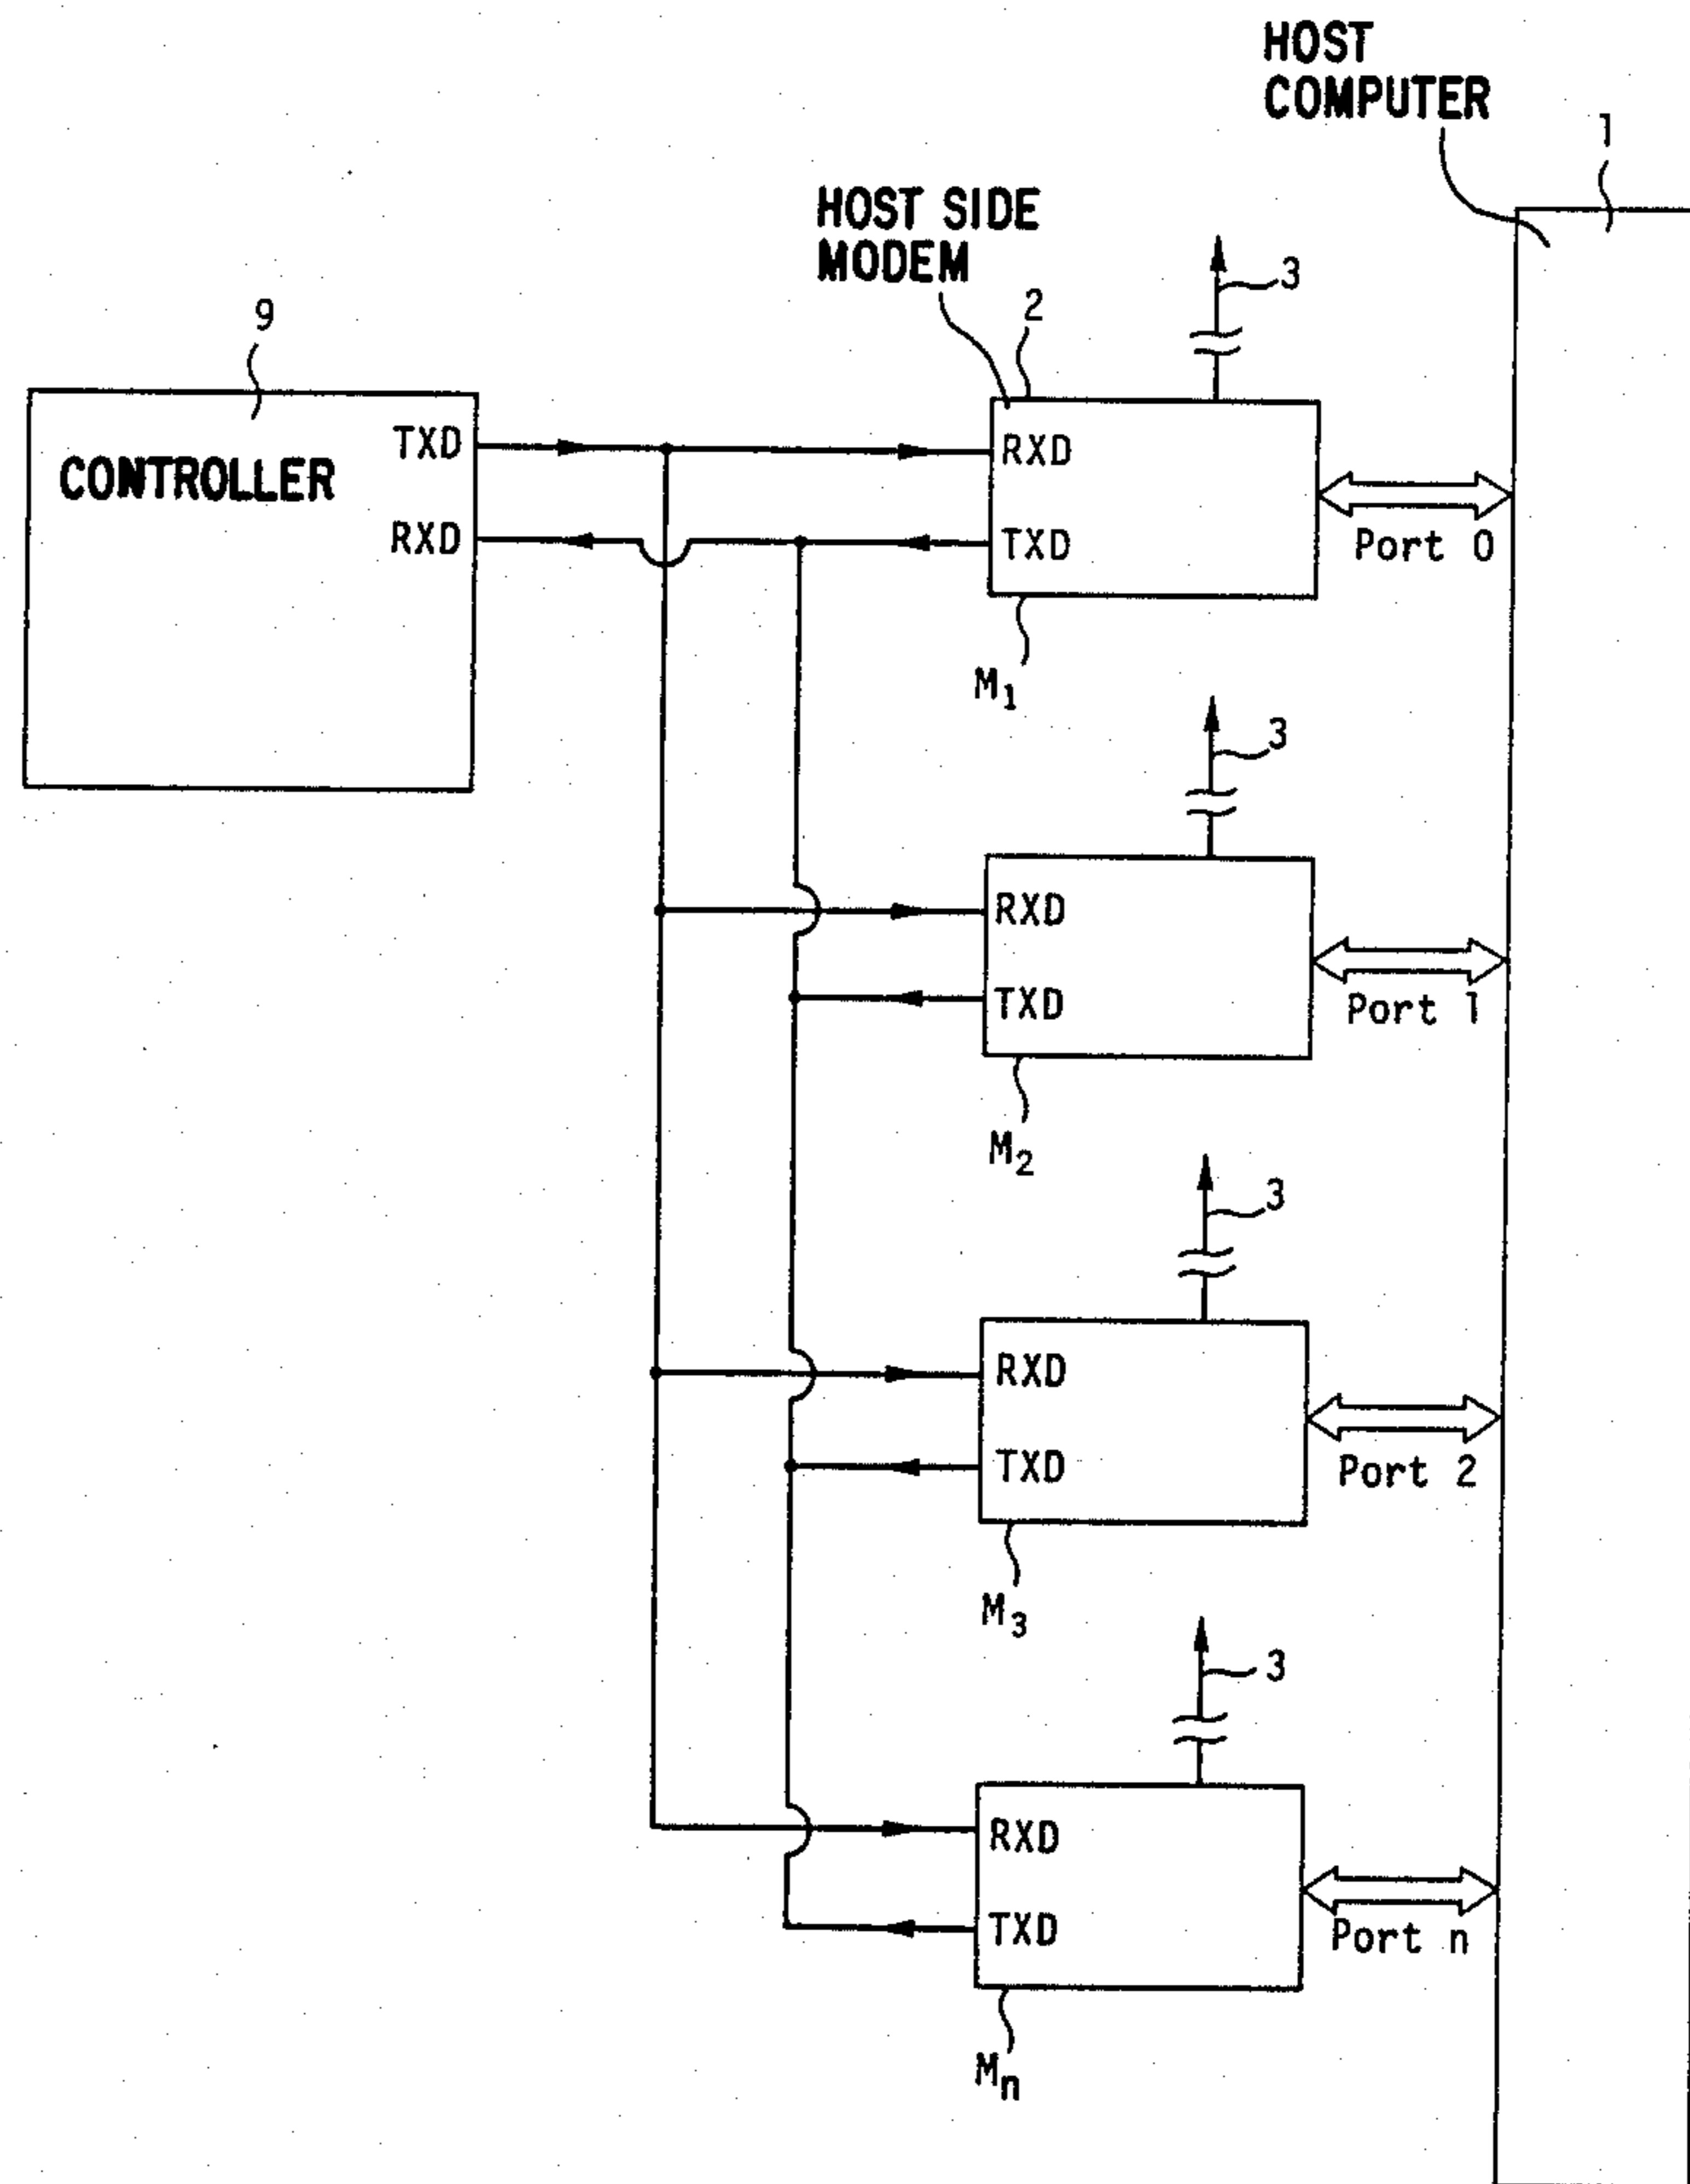 HOST
COMPUTER
1
HOST SIDE
MODEM
2
3
9
CONTROLLER
TXD
RXD
RXD
TXD
Port 0
M1
3
RXD
TXD
Port 1
M2
3
RXD
TXD
Port 2
M3
3
RXD
TXD
Port n
Mn